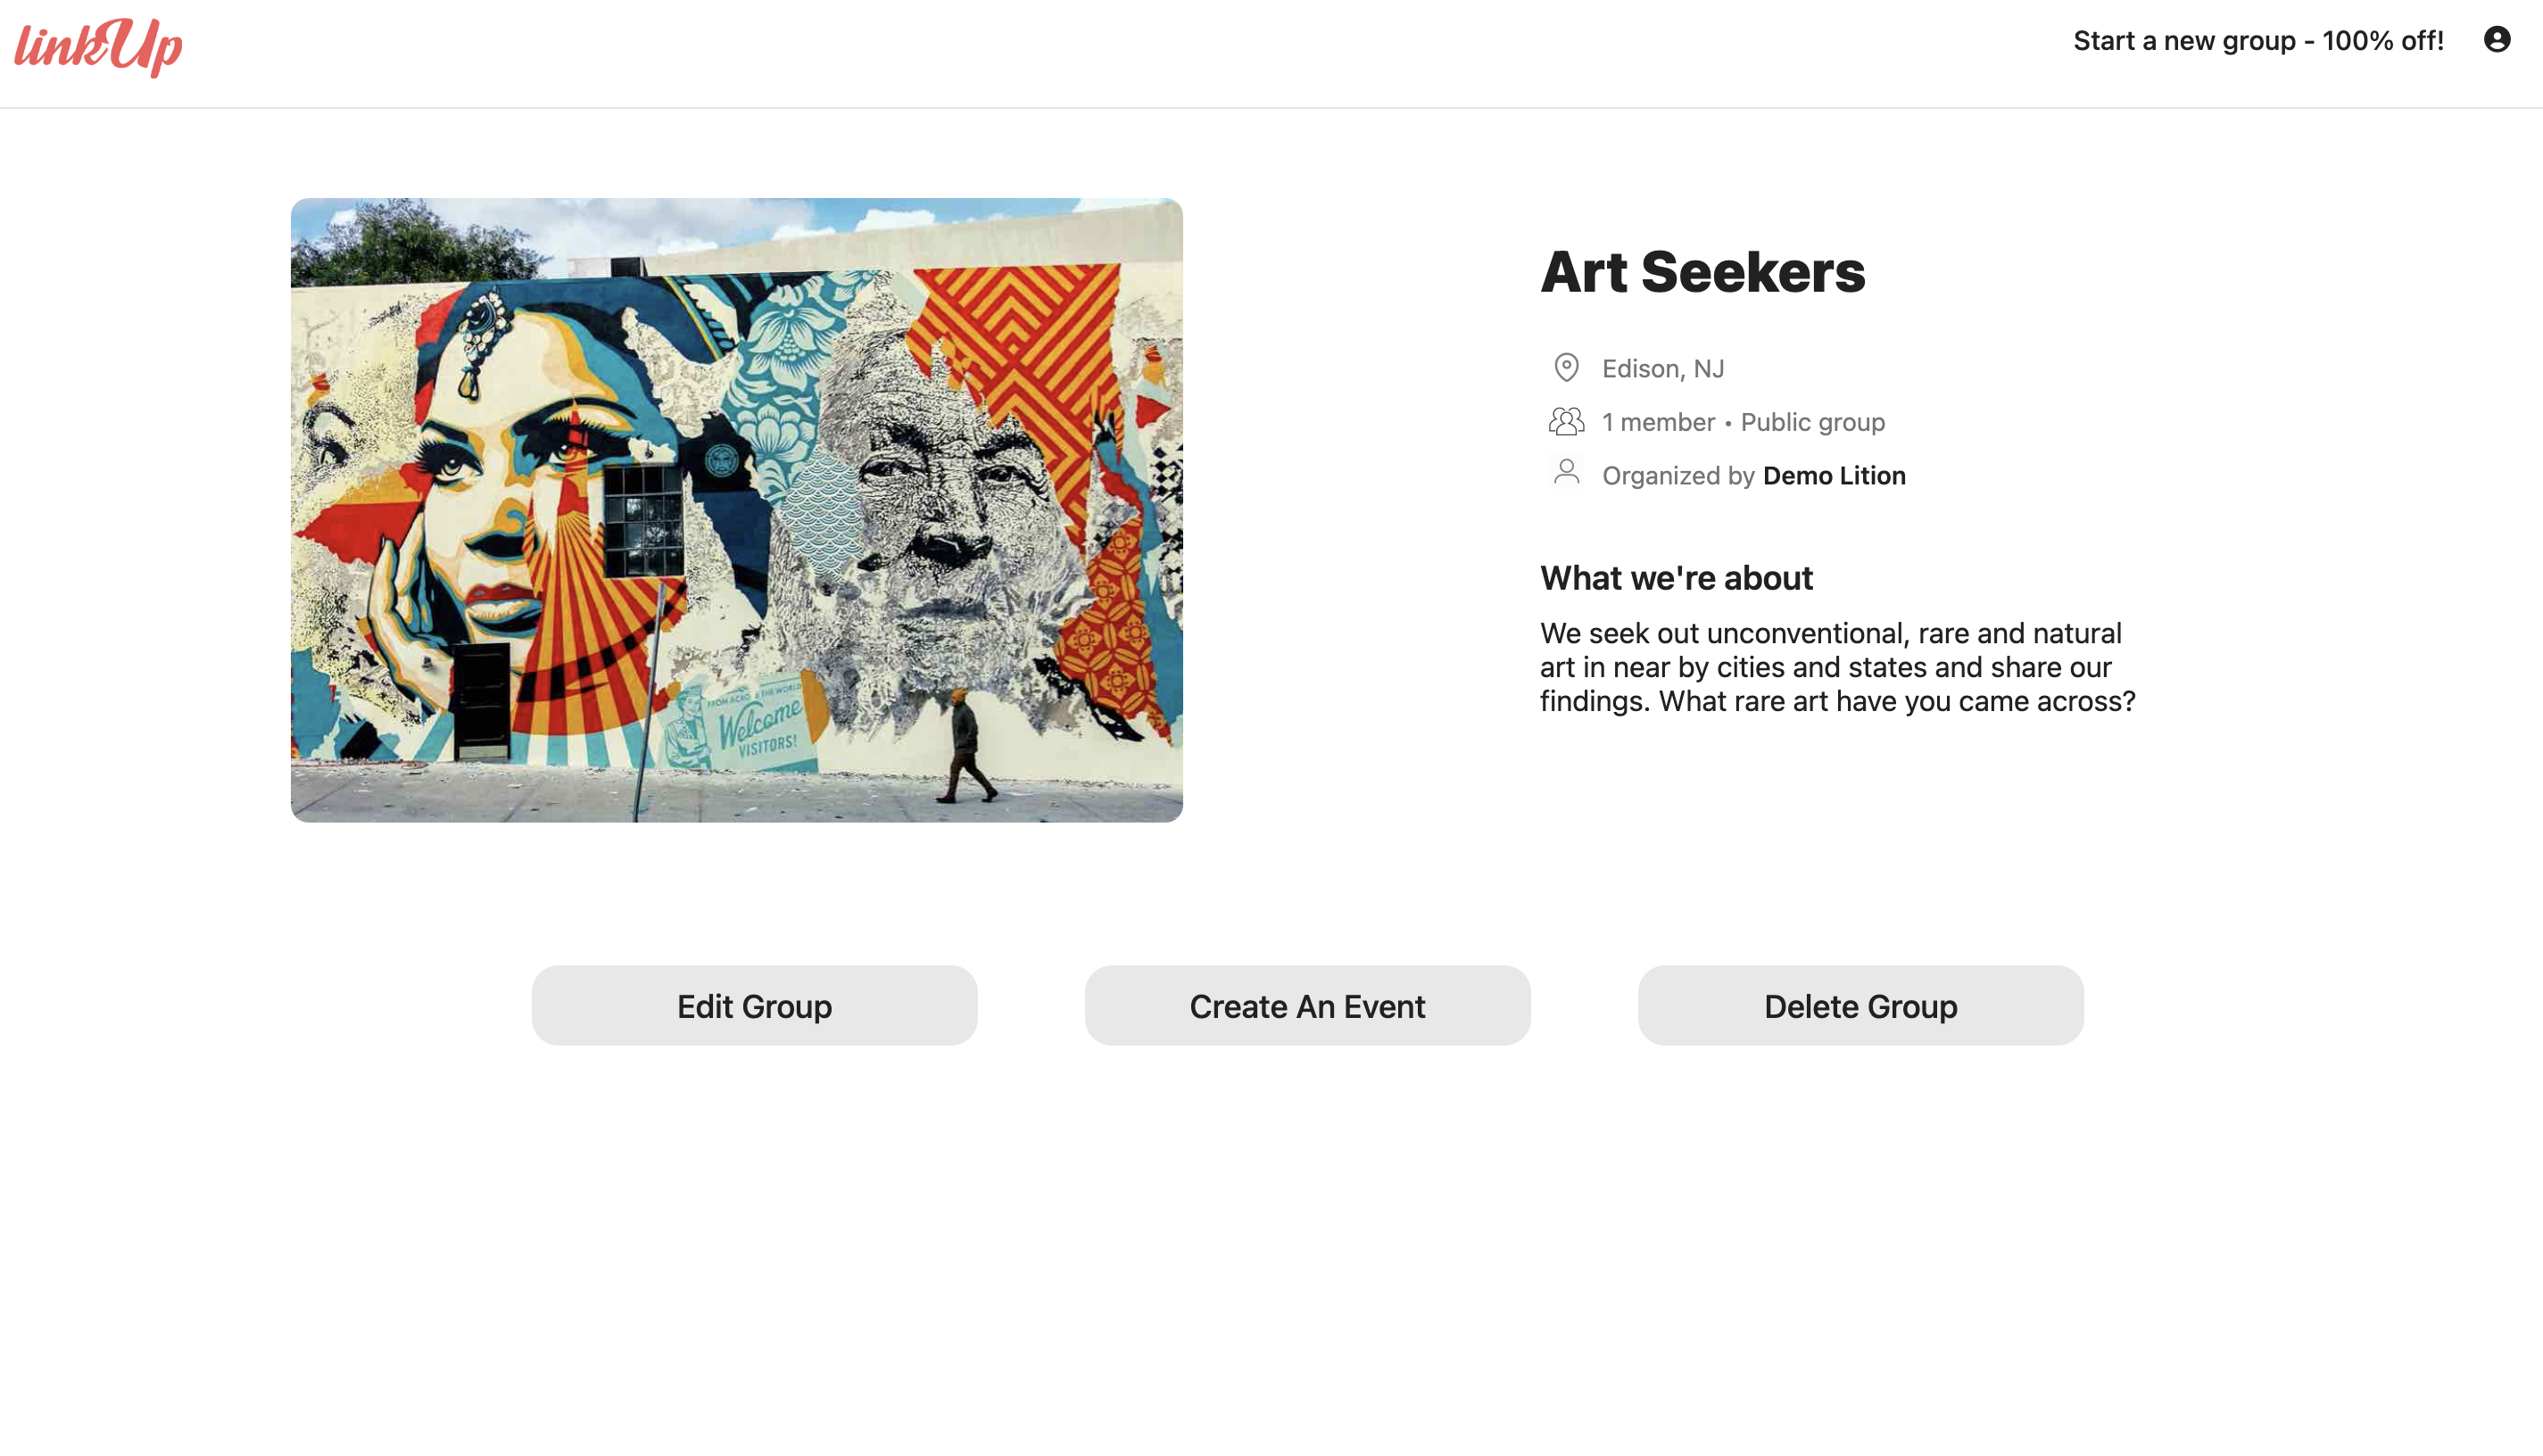 linkUp
Start a new group - 100% off!
Art Seekers
Edison, NJ
1 member • Public group
Organized by Demo Lition
What we're about
We seek out unconventional, rare and natural
art in near by cities and states and share our
findings. What rare art have you came across?
FROM ACRO THE WORLD
Welcome
VISITORS!
Edit Group
Create An Event
Delete Group